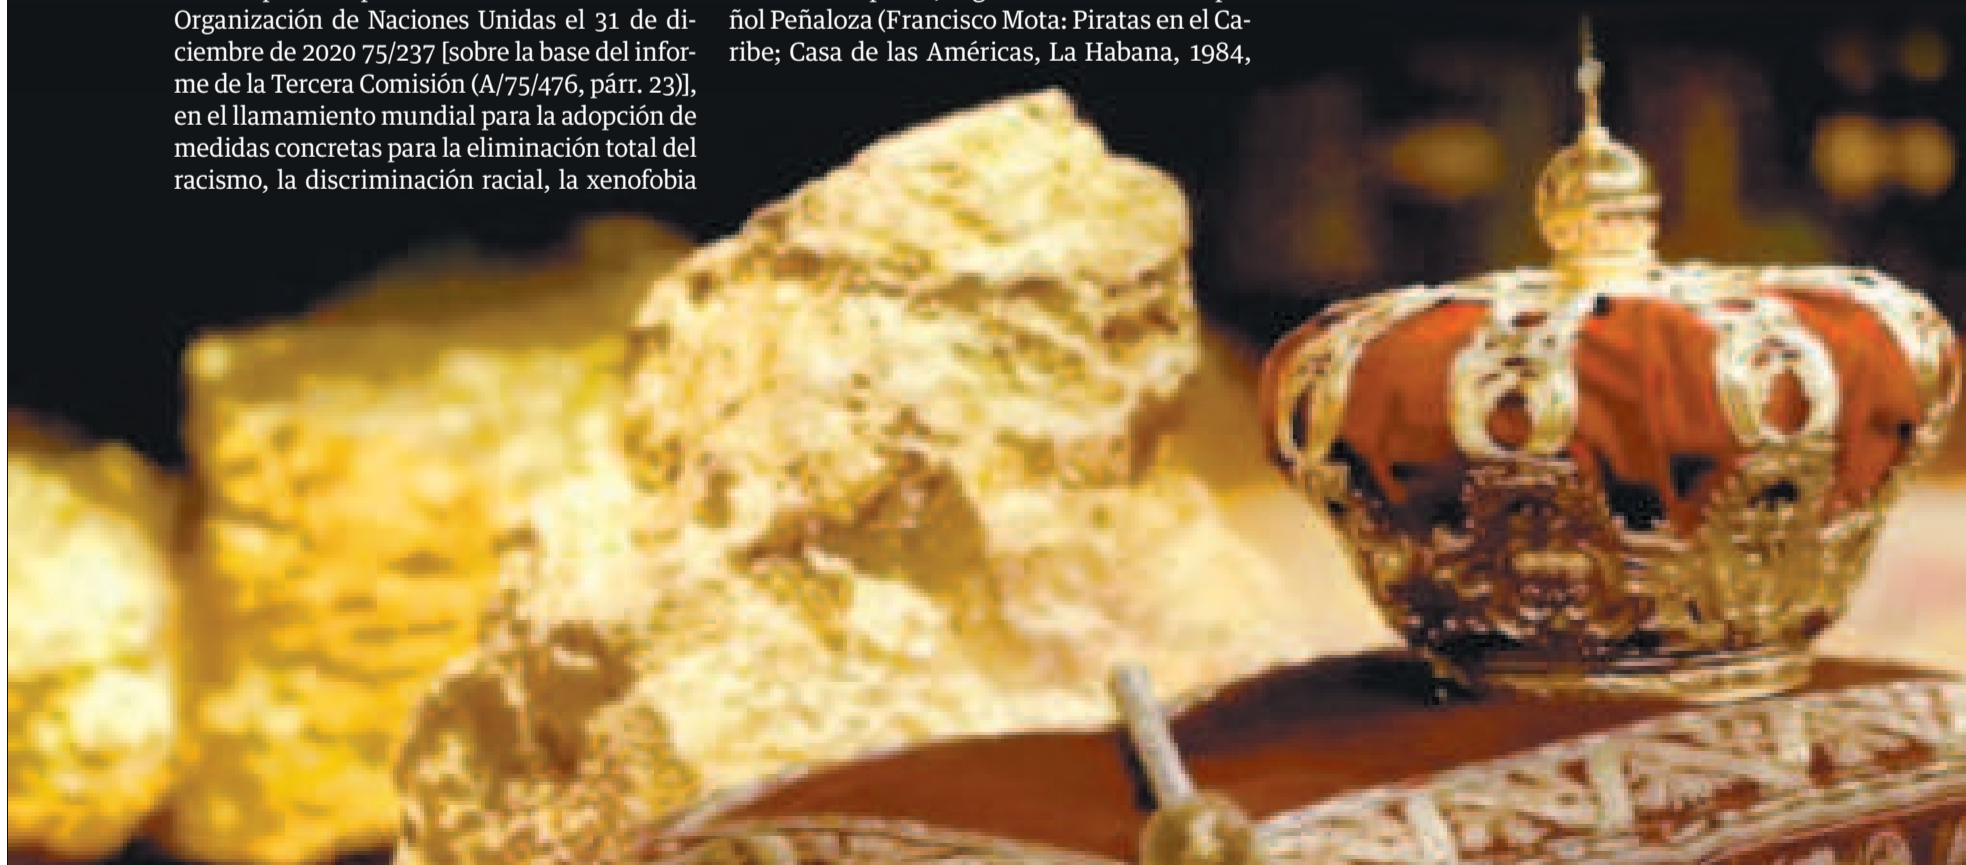 Organización de Naciones Unidas el 31 de di-
ciembre de 2020 75/237 [sobre la base del infor-
me de la Tercera Comisión (A/75/476, párr. 23)],
en el llamamiento mundial para la adopción de
medidas concretas para la eliminación total del
racismo, la discriminación racial, la xenofobia
ñol Peñaloza (Francisco Mota: Piratas en el Ca-
ribe; Casa de las Américas, La Habana, 1984,